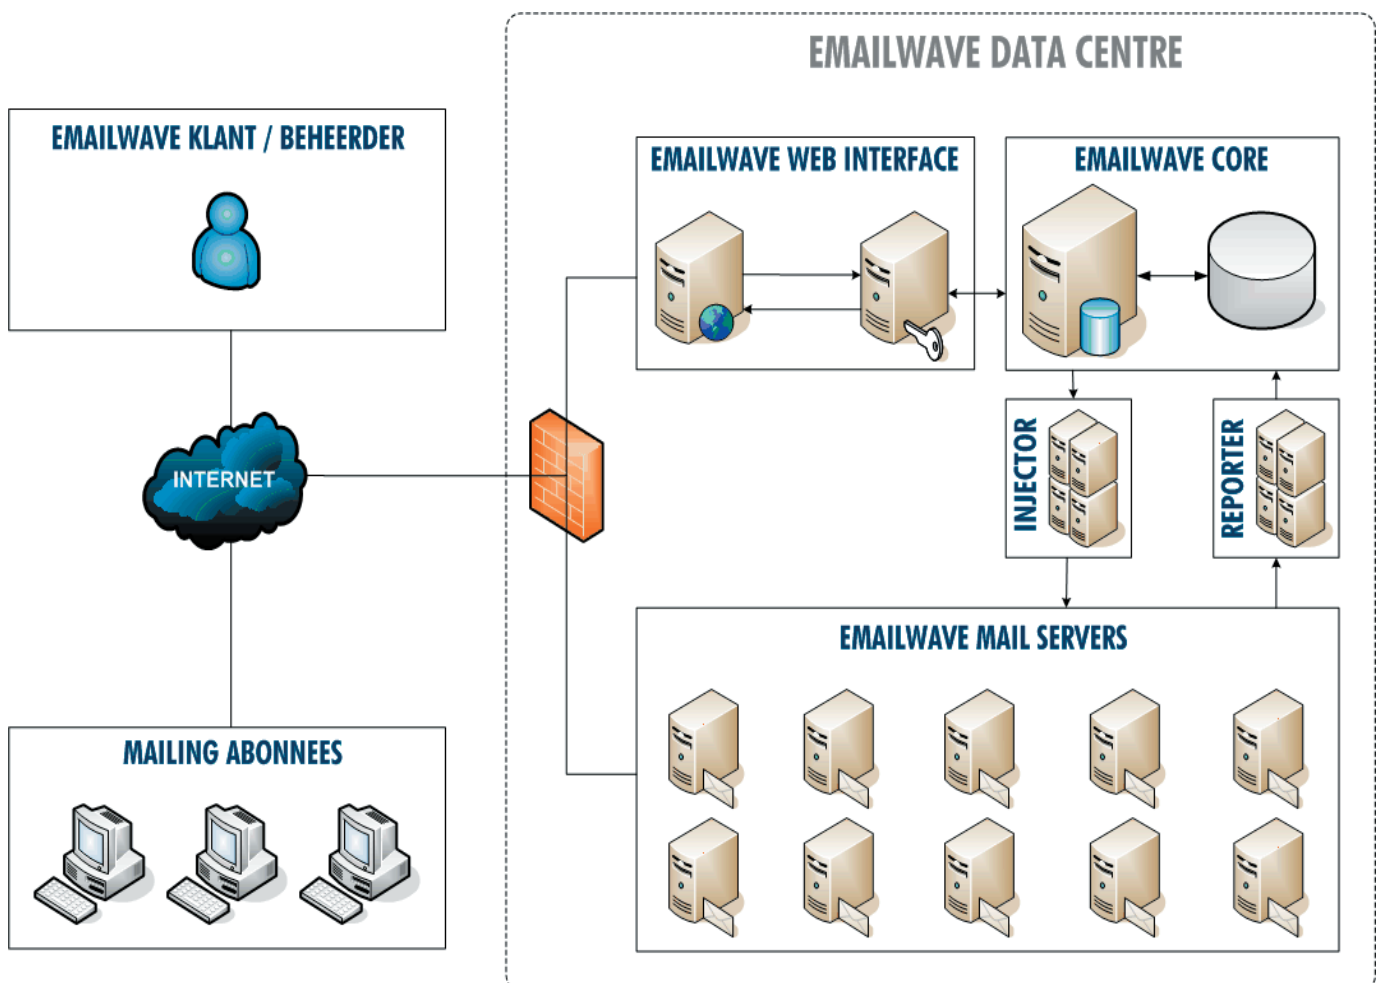 EMAILWAVE DATA CENTRE
EMAILWAVE KLANT / BEHEERDER
EMAILWAVE WEB INTERFACE
EMAILWAVE CORE
INTERNET
INJECTOR
REPORTER
EMAILWAVE MAIL SERVERS
MAILING ABONNEES